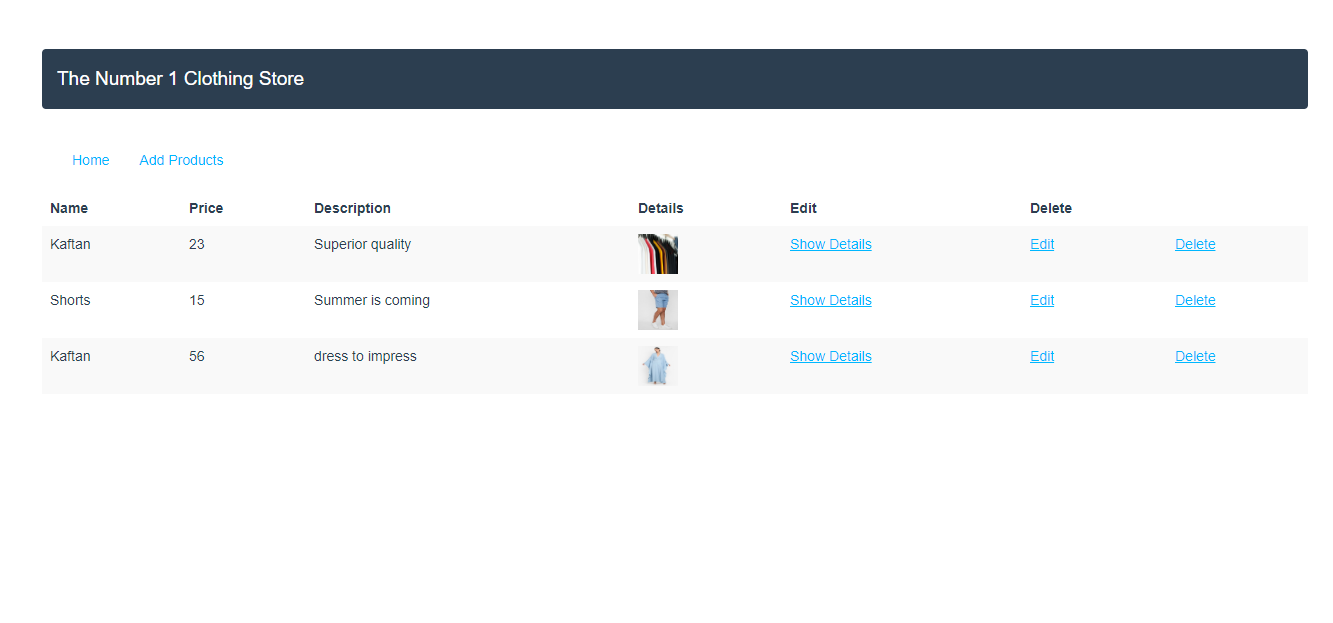 The Number 1 Clothing Store
Home Add Products
Name Price Description Details Edit Delete
Kaftan 23 Superior quality Show Details Edit Delete
Shorts 15 Summer is coming Show Details Edit Delete
Kaftan 56 dress to impress Show Details Edit Delete